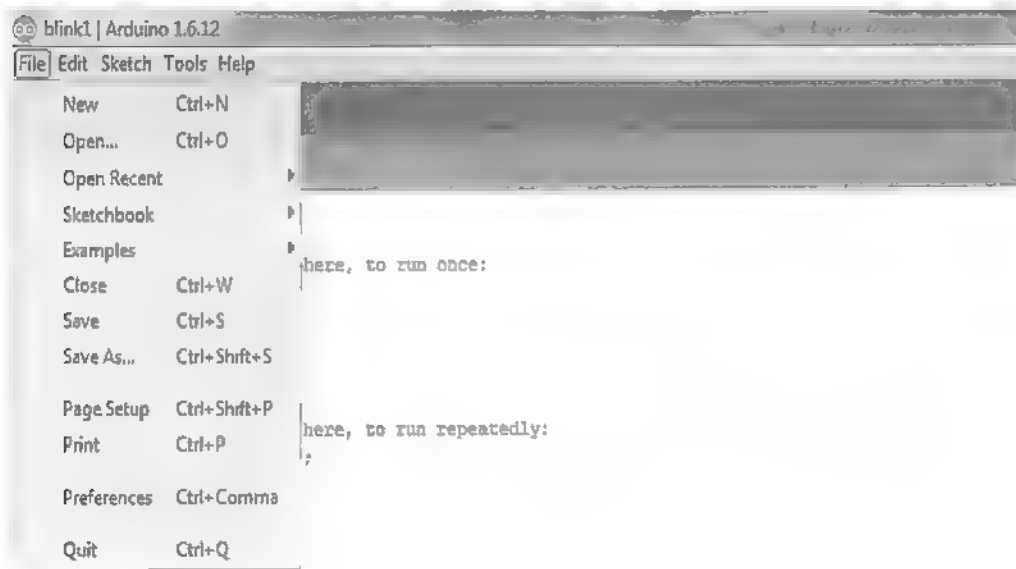 blink1 | Arduino 1.6.12
File Edit Sketch Tools Help
New Ctrl+N
Open... Ctrl+O
Open Recent
Sketchbook
Examples
Close Ctrl+W
Save Ctrl+S
Save As... Ctrl+Shift+S
Page Setup Ctrl+Shift+P
Print Ctrl+P
Preferences Ctrl+Comma
Quit Ctrl+Q
here, to run once:
here, to run repeatedly:
;